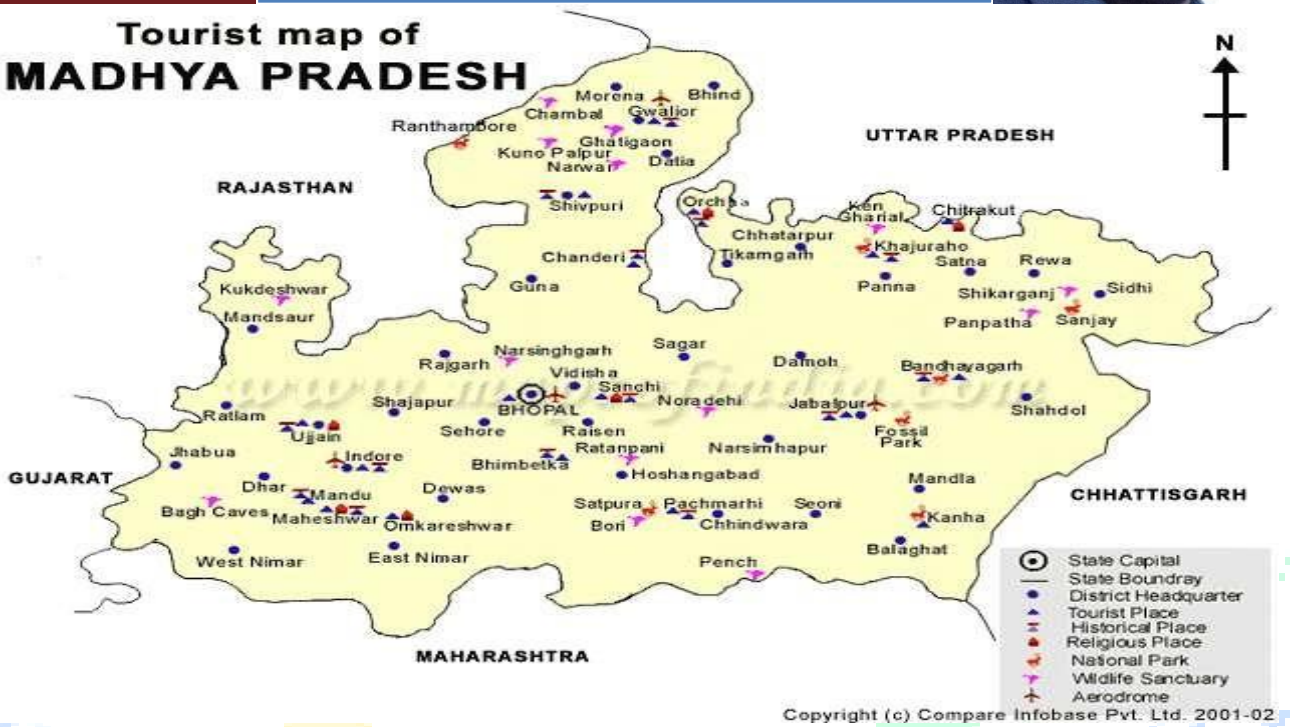 Tourist map of
MADHYA PRADESH
N
Morena
Bhind
Chambal
Gwalior
Ranthambore
Ghatigaon
UTTAR PRADESH
Kuno Palpur
Datia
Narwar
RAJASTHAN
Shivpuri
Orchha
Ken
Gharial
Chitrakut
Chhatarpur
Khajuraho
Chanderi
Tikamgarh
Satna
Rewa
Guna
Panna
Kukdeshwar
Shikarganj
Sidhi
Mandsaur
Panpatha
Sanjay
Sagar
Narsinghgarh
Damoh
Rajgarh
Bandhavgarh
Vidisha
Sanchi
www.mapsofindia.com
BHOPAL
Noradehi
Jabalpur
Ratlam
Shajapur
Shahdol
Ujjain
Sehore
Raisen
Fossil
Park
Jhabua
Indore
Ratanpani
Narsimhapur
Bhimbetka
Hoshangabad
GUJARAT
Dhar
Mandu
Dewas
Mandla
CHHATTISGARH
Bagh Caves
Maheshwar
Omkareshwar
Satpura
Pachmarhi
Seoni
Kanha
Bori
Chhindwara
West Nimar
East Nimar
Pench
Balaghat
State Capital
State Boundray
District Headquarter
Tourist Place
Historical Place
Religious Place
National Park
Wildlife Sanctuary
Aerodrome
MAHARASHTRA
Copyright (c) Compare Infobase Pvt. Ltd. 2001-02